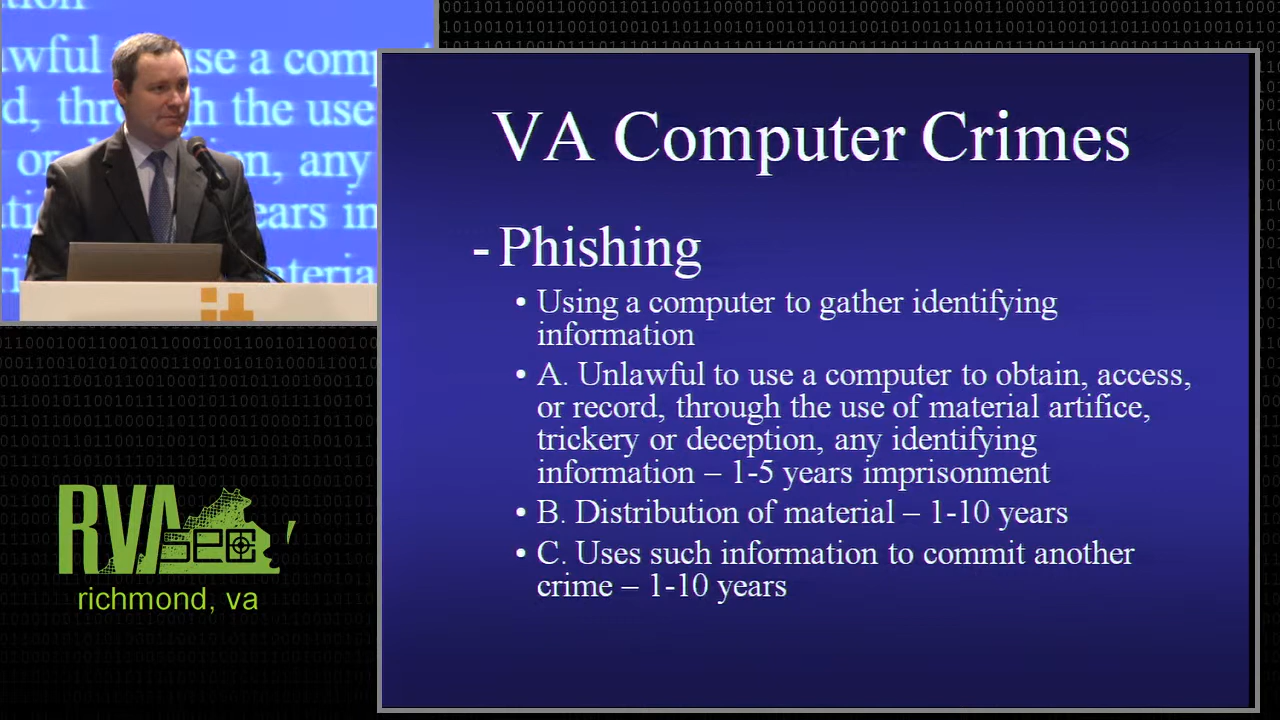 VA Computer Crimes
- Phishing
• Using a computer to gather identifying
information
• A. Unlawful to use a computer to obtain, access,
or record, through the use of material artifice,
trickery or deception, any identifying
information – 1-5 years imprisonment
• B. Distribution of material – 1-10 years
• C. Uses such information to commit another
crime – 1-10 years
RVAsec
richmond, va